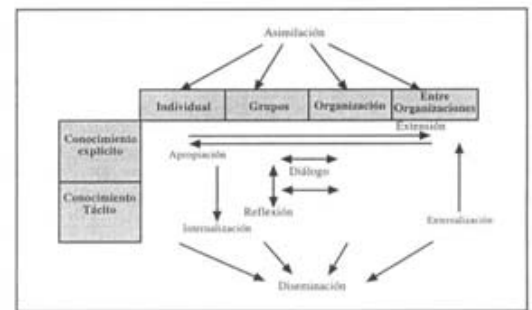 Asimilación
Individual Grupos Organización Entre
Organizaciones
Extensión
Conocimiento
explícito
Apropiación
Diálogo
Conocimiento
Tácito
Reflexión
Internalización
Externalización
Diseminación